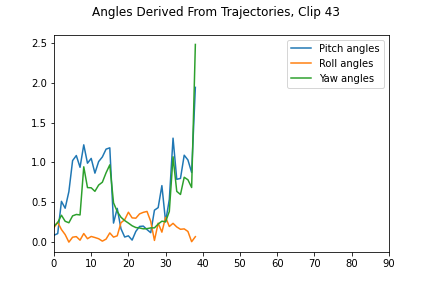 Angles Derived From Trajectories, Clip 43
Pitch angles
Roll angles
Yaw angles
2.5
2.0
1.5
1.0
0.5
0.0
0 10 20 30 40 50 60 70 80 90